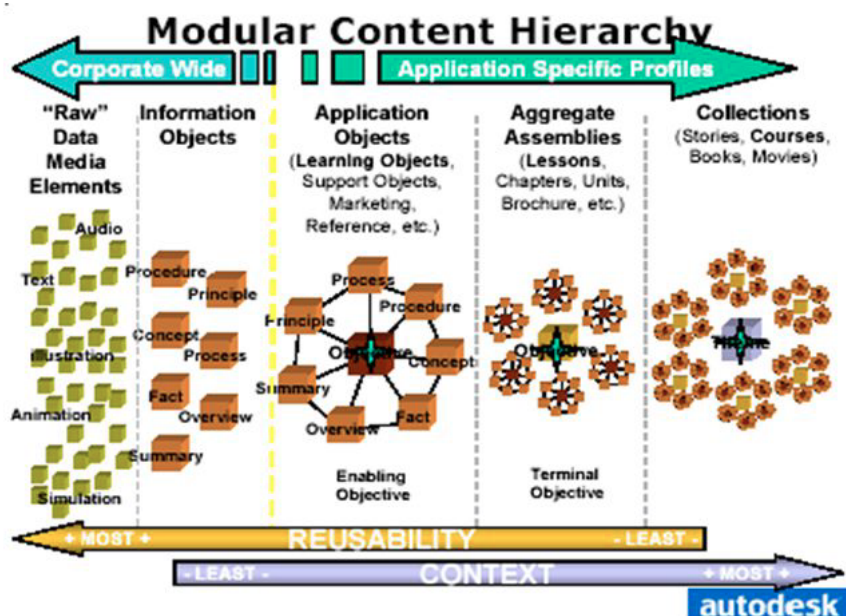 Modular Content Hierarchy
Corporate Wide
Application Specific Profiles
“Raw”
Data
Media
Elements
Information
Objects
Application
Objects
(Learning Objects,
Support Objects,
Marketing,
Reference, etc.)
Aggregate
Assemblies
(Lessons,
Chapters, Units,
Brochure, etc.)
Collections
(Stories, Courses,
Books, Movies)
Audio
Text
illustration
Animation
Simulation
Procedure
Principle
Concept
Process
Fact
Overview
Summary
Process
Procedure
Principle
Objective
Concept
Summary
Fact
Overview
Enabling
Objective
Objective
Terminal
Objective
+ MOST +
REUSABILITY
- LEAST -
- LEAST -
CONTEXT
+ MOST +
autodesk